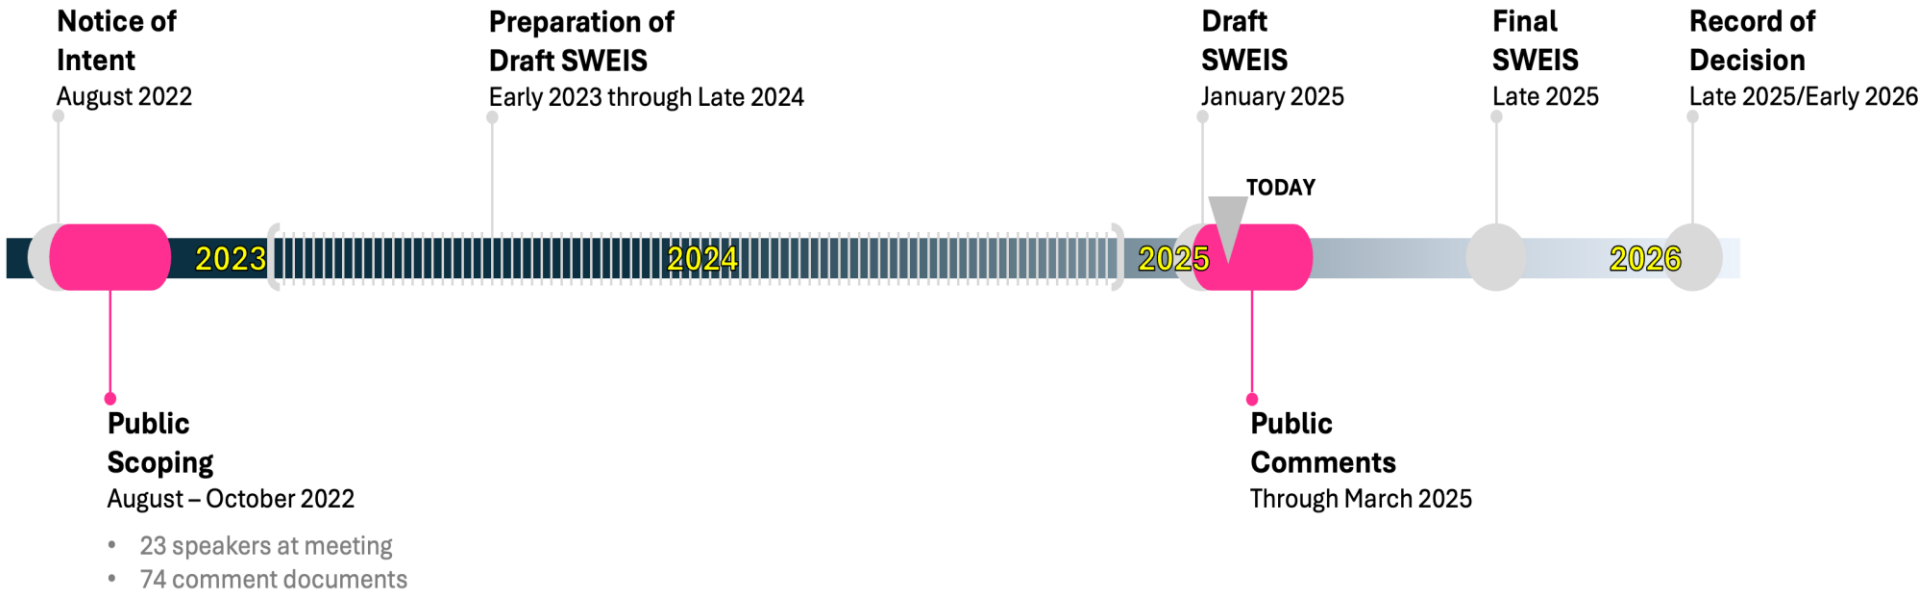 Notice of
Intent
August 2022
Preparation of
Draft SWEIS
Early 2023 through Late 2024
Draft
SWEIS
January 2025
Final
SWEIS
Late 2025
Record of
Decision
Late 2025/Early 2026
TODAY
2023
2024
2025
2026
Public
Scoping
August – October 2022
• 23 speakers at meeting
• 74 comment documents
Public
Comments
Through March 2025